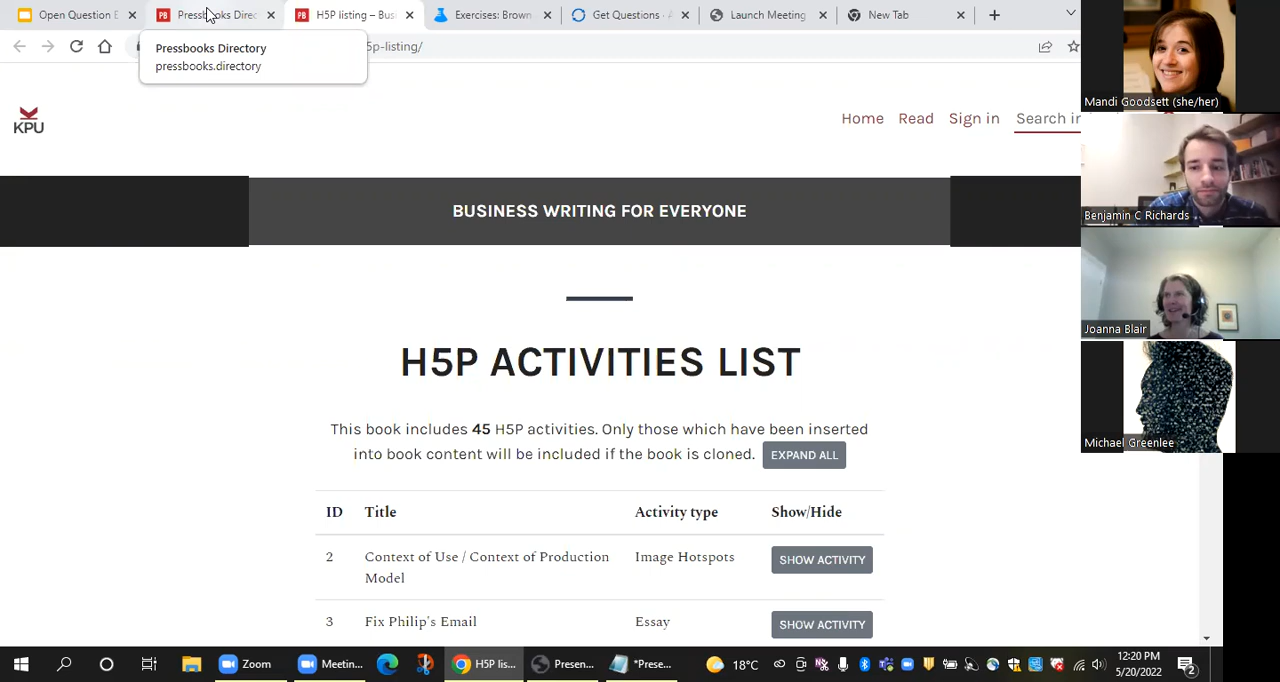 Open Question
Pressbooks Direc
H5P listing – Bus
Exercises: Brown
Get Questions
Launch Meeting
New Tab
Pressbooks Directory
pressbooks.directory
5p-listing/
KPU
Home Read Sign in Search in
BUSINESS WRITING FOR EVERYONE
H5P ACTIVITIES LIST
This book includes 45 H5P activities. Only those which have been inserted
into book content will be included if the book is cloned. EXPAND ALL
ID Title Activity type Show/Hide
2 Context of Use / Context of Production Image Hotspots SHOW ACTIVITY
Model
3 Fix Philip's Email Essay SHOW ACTIVITY
Mandi Goodsett (she/her)
Benjamin C Richards
Joanna Blair
Michael Greenlee
Zoom
Meetin...
H5P lis...
Presen...
*Prese...
18°C
12:20 PM
5/20/2022
2